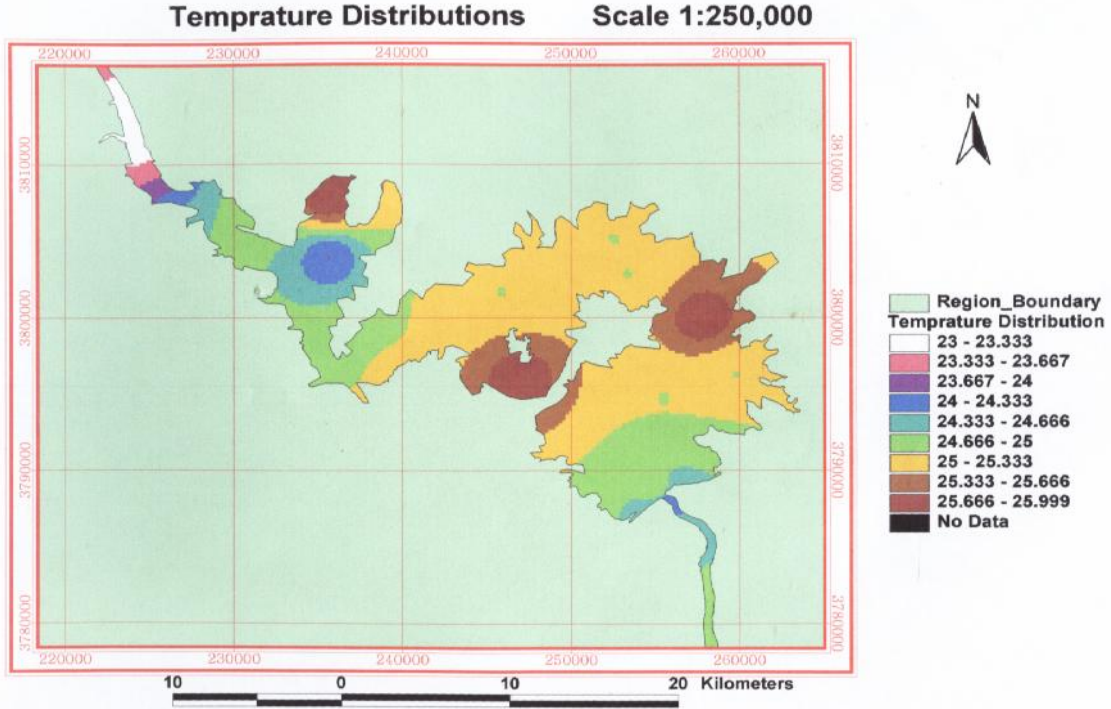 Temprature Distributions Scale 1:250,000
220000 230000 240000 250000 260000
3810000 3810000
3800000 3800000
3790000 3790000
3780000 3780000
220000 230000 240000 250000 260000
10 0 10 20 Kilometers
N
Region_Boundary
Temprature Distribution
23 - 23.333
23.333 - 23.667
23.667 - 24
24 - 24.333
24.333 - 24.666
24.666 - 25
25 - 25.333
25.333 - 25.666
25.666 - 25.999
No Data